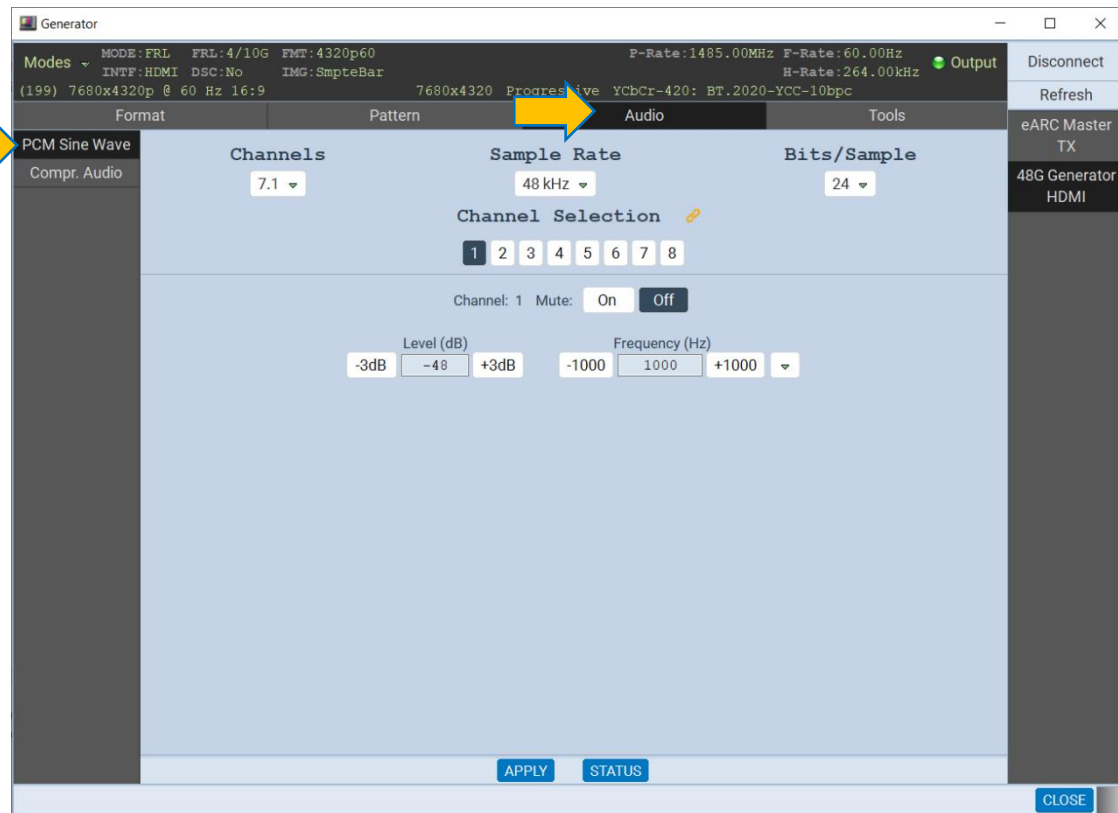 Generator
Modes MODE:FRL FRL:4/10G FMT:4320p60 P-Rate:1485.00MHz F-Rate:60.00Hz Output
INTF:HDMI DSC:No IMG:SmpteBar H-Rate:264.00kHz
(199) 7680x4320p @ 60 Hz 16:9 7680x4320 Progressive YCbCr-420: BT.2020-YCC-10bpc
Disconnect
Refresh
Format Pattern Audio Tools
eARC Master
TX
48G Generator
HDMI
PCM Sine Wave
Compr. Audio
Channels Sample Rate Bits/Sample
7.1 48 kHz 24
Channel Selection
1 2 3 4 5 6 7 8
Channel: 1 Mute: On Off
Level (dB) Frequency (Hz)
-3dB -48 +3dB -1000 1000 +1000
APPLY STATUS
CLOSE